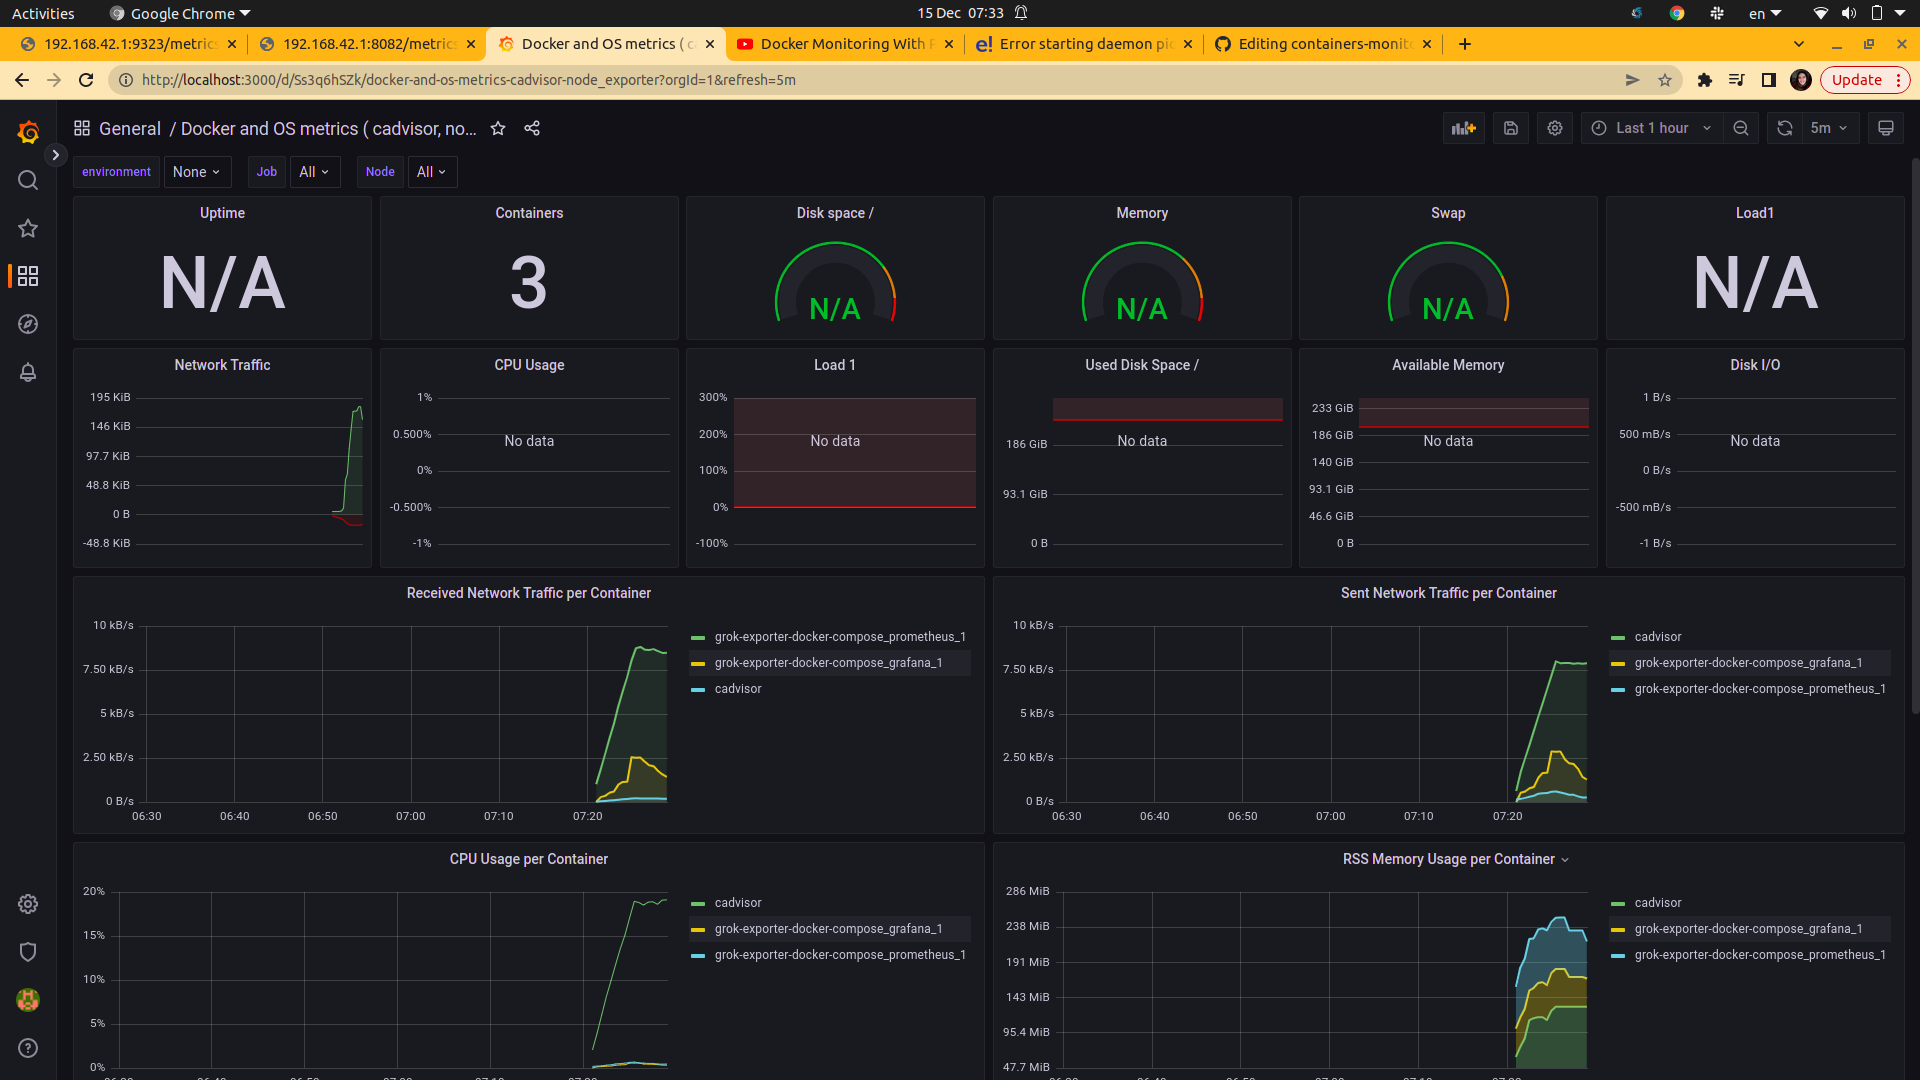 Activities
Google Chrome
15 Dec 07:33
en
192.168.42.1:9323/metrics
192.168.42.1:8082/metrics
Docker and OS metrics ( c
Docker Monitoring With P
Error starting daemon pi
Editing containers-monit
http://localhost:3000/d/Ss3q6hSZk/docker-and-os-metrics-cadvisor-node_exporter?orgId=1&refresh=5m
Update
General / Docker and OS metrics ( cadvisor, no...
Last 1 hour
5m
environment None Job All Node All
Uptime
N/A
Containers
3
Disk space /
N/A
Memory
N/A
Swap
N/A
Load1
N/A
Network Traffic
195 KiB
146 KiB
97.7 KiB
48.8 KiB
0 B
-48.8 KiB
CPU Usage
1%
0.500%
0%
-0.500%
-1%
No data
Load 1
300%
200%
100%
0%
-100%
No data
Used Disk Space /
186 GiB
93.1 GiB
0 B
No data
Available Memory
233 GiB
186 GiB
140 GiB
93.1 GiB
46.6 GiB
0 B
No data
Disk I/O
1 B/s
500 mB/s
0 B/s
-500 mB/s
-1 B/s
No data
Received Network Traffic per Container
10 kB/s
7.50 kB/s
5 kB/s
2.50 kB/s
0 B/s
06:30 06:40 06:50 07:00 07:10 07:20
grok-exporter-docker-compose_prometheus_1
grok-exporter-docker-compose_grafana_1
cadvisor
Sent Network Traffic per Container
10 kB/s
7.50 kB/s
5 kB/s
2.50 kB/s
0 B/s
06:30 06:40 06:50 07:00 07:10 07:20
cadvisor
grok-exporter-docker-compose_grafana_1
grok-exporter-docker-compose_prometheus_1
CPU Usage per Container
20%
15%
10%
5%
0%
cadvisor
grok-exporter-docker-compose_grafana_1
grok-exporter-docker-compose_prometheus_1
RSS Memory Usage per Container
286 MiB
238 MiB
191 MiB
143 MiB
95.4 MiB
47.7 MiB
cadvisor
grok-exporter-docker-compose_grafana_1
grok-exporter-docker-compose_prometheus_1